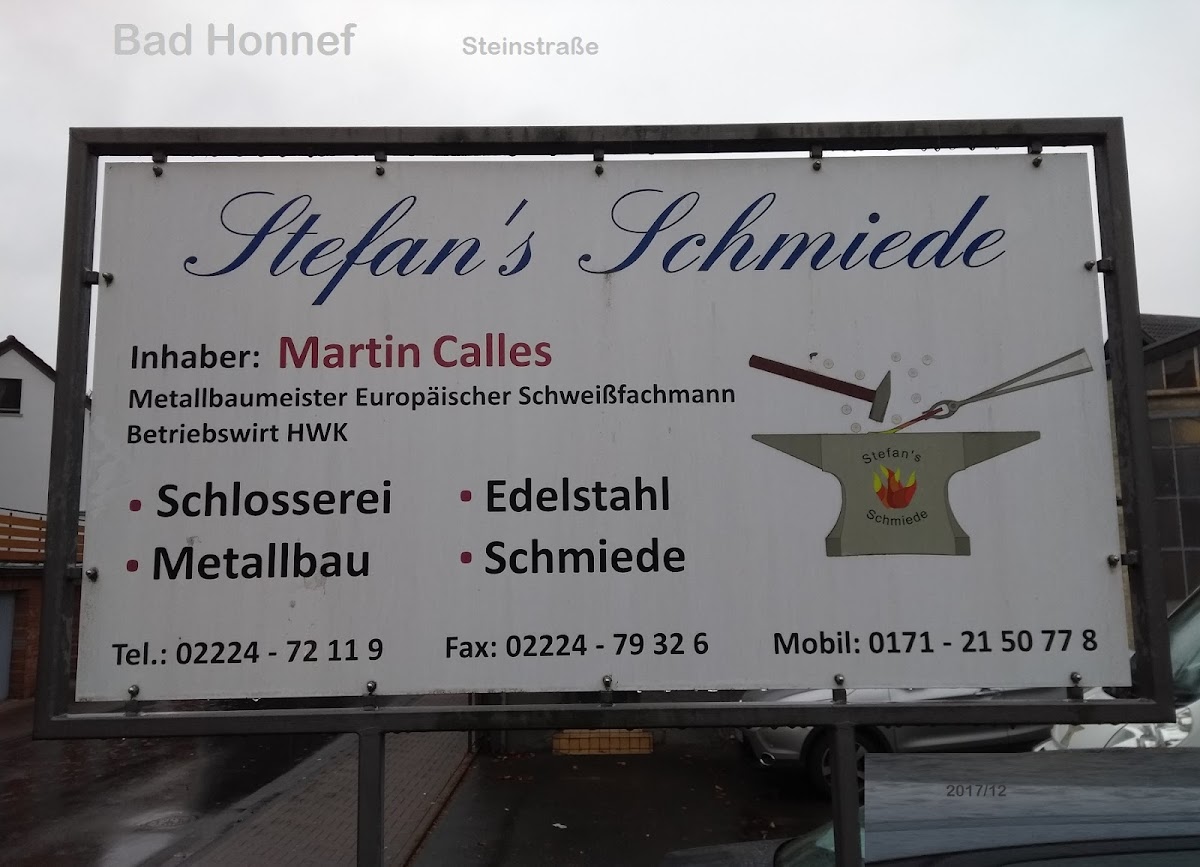 Bad Honnef Steinstraße
Stefan's Schmiede
Inhaber: Martin Calles
Metallbaumeister Europäischer Schweißfachmann
Betriebswirt HWK
• Schlosserei • Edelstahl
• Metallbau • Schmiede
Stefan's
Schmiede
Tel.: 02224 - 72 11 9 Fax: 02224 - 79 32 6 Mobil: 0171 - 21 50 77 8
2017/12